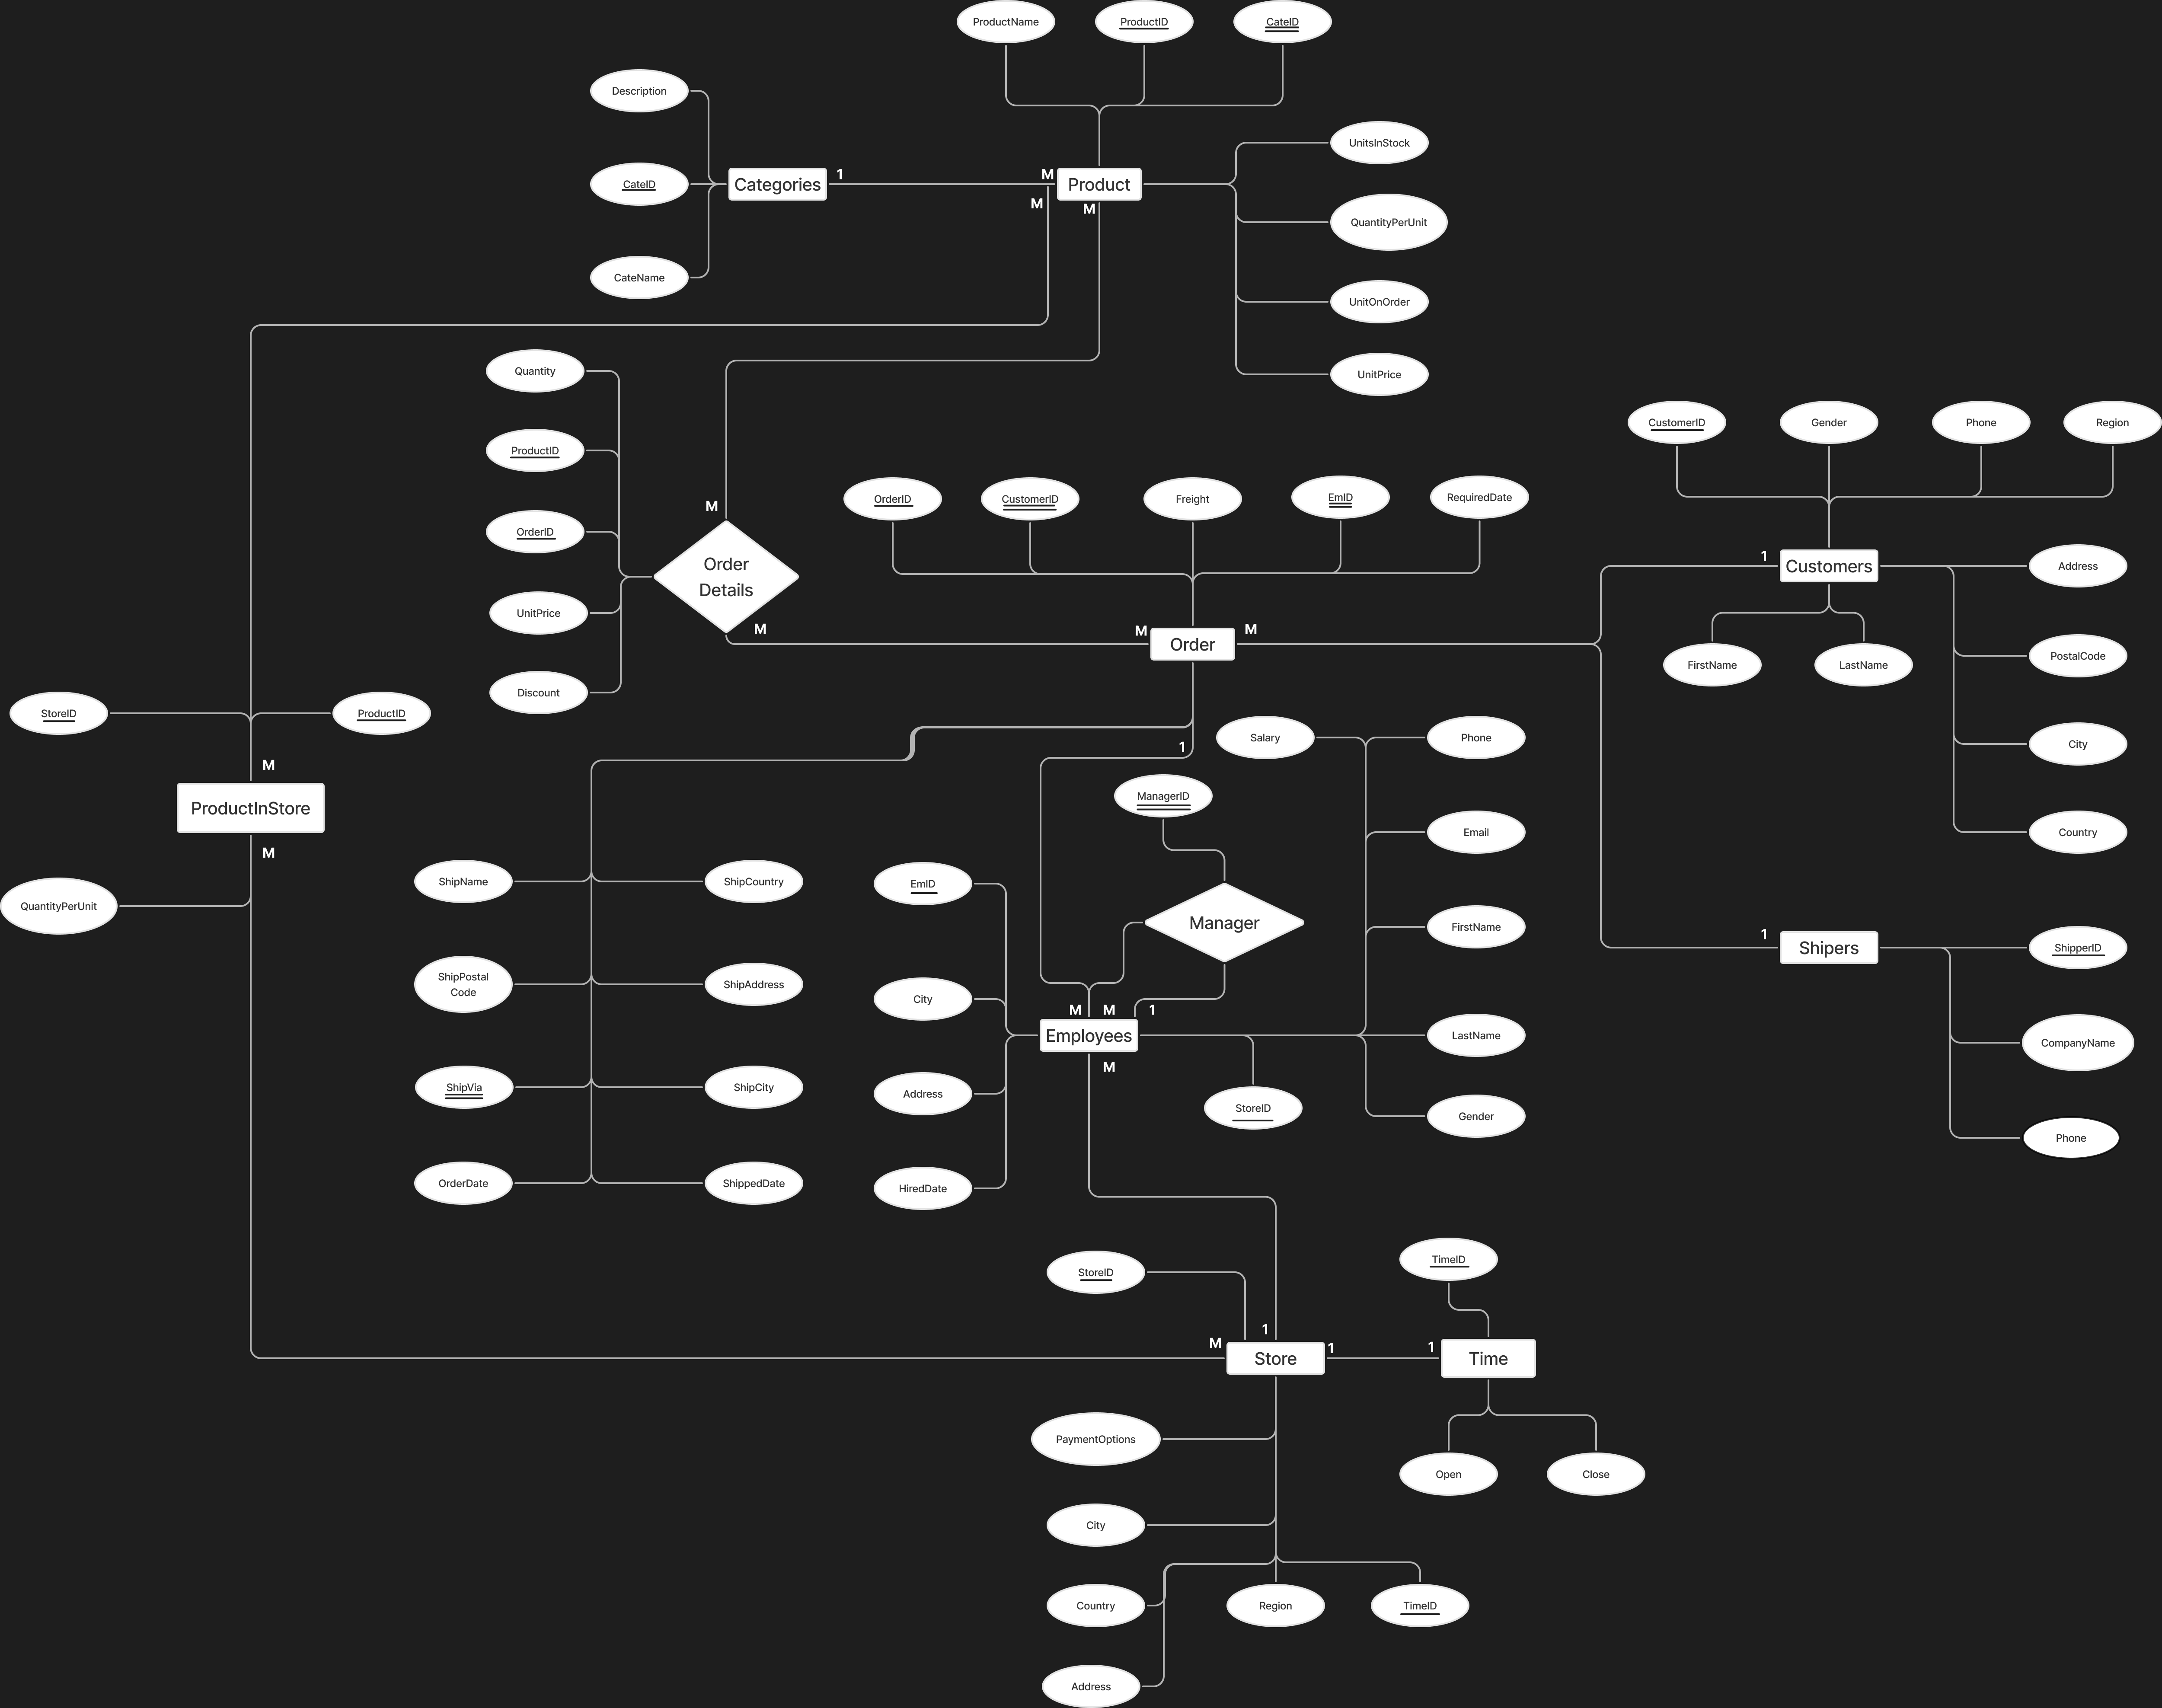 ProductName
ProductID
CateID
Description
CateID
CateName
Categories
1
M
Product
M
M
UnitsInStock
QuantityPerUnit
UnitOnOrder
UnitPrice
Quantity
ProductID
OrderID
UnitPrice
Discount
M
Order
Details
M
OrderID
CustomerID
Freight
EmID
RequiredDate
M
Order
M
CustomerID
Gender
Phone
Region
1
Customers
Address
FirstName
LastName
PostalCode
City
Country
StoreID
ProductID
M
ProductInStore
M
QuantityPerUnit
1
Salary
Phone
ManagerID
Email
Manager
FirstName
ShipName
ShipCountry
ShipPostal
Code
ShipAddress
ShipVia
ShipCity
OrderDate
ShippedDate
EmID
City
Address
HiredDate
M
M
1
Employees
M
LastName
StoreID
Gender
1
Shipers
ShipperID
CompanyName
Phone
StoreID
TimeID
1
M
Store
1
1
Time
PaymentOptions
Open
Close
City
Country
Region
TimeID
Address